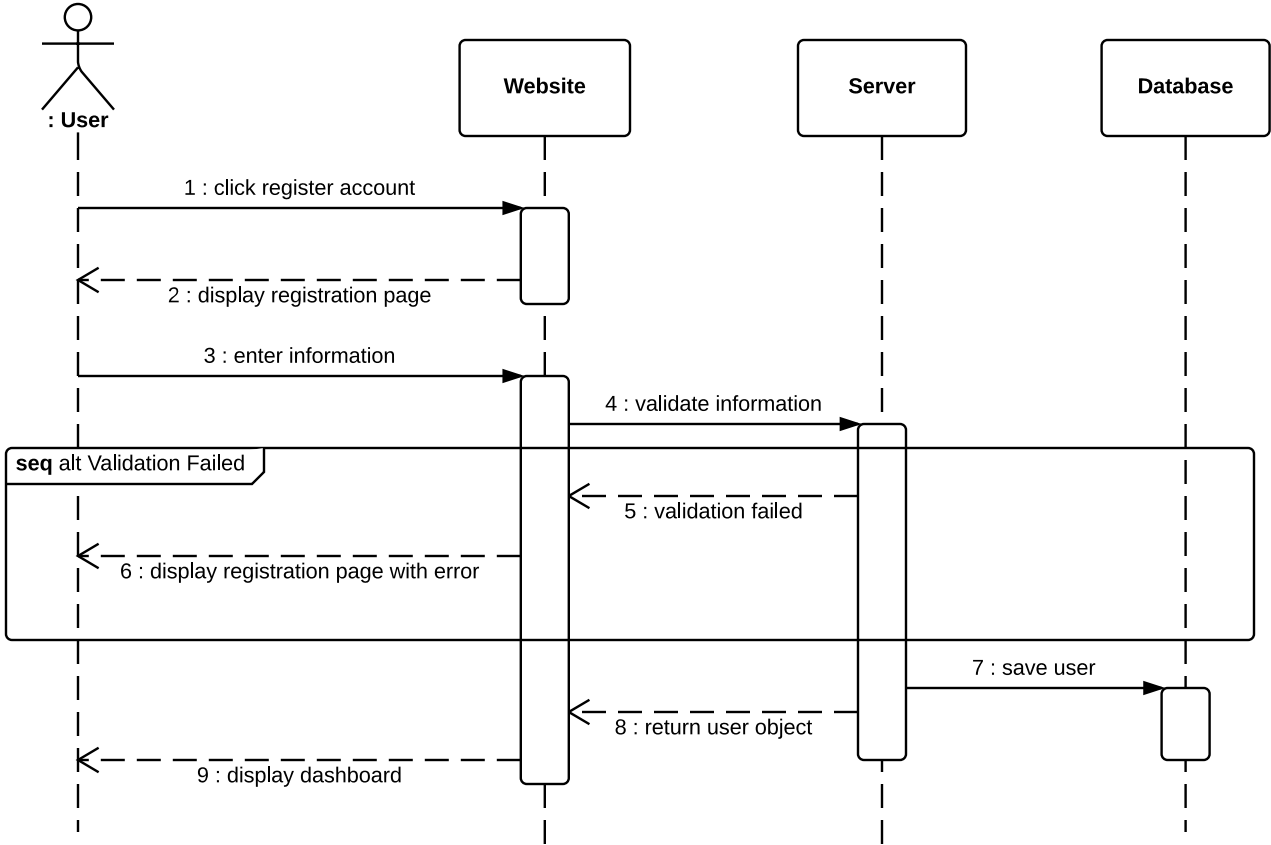 : User
Website
Server
Database
1 : click register account
2 : display registration page
3 : enter information
4 : validate information
seq alt Validation Failed
5 : validation failed
6 : display registration page with error
7 : save user
8 : return user object
9 : display dashboard